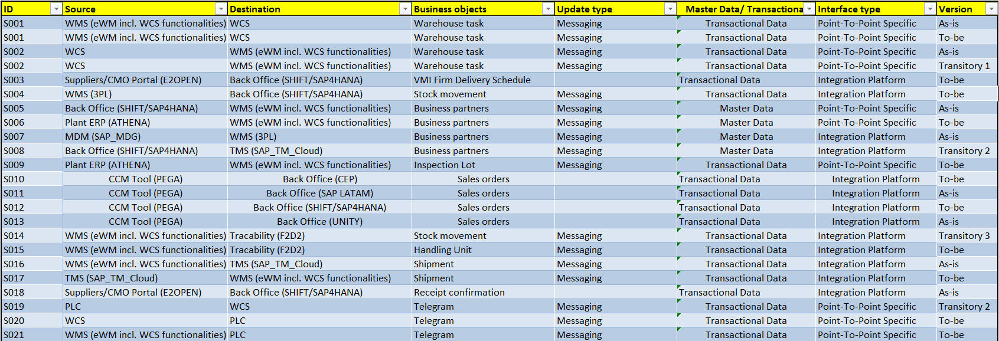 ID Source Destination Business objects Update type Master Data/ Transactiona Interface type Version
S001 WMS (eWM incl. WCS functionalities) WCS Warehouse task Messaging Transactional Data Point-To-Point Specific As-is
S001 WMS (eWM incl. WCS functionalities) WCS Warehouse task Messaging Transactional Data Point-To-Point Specific To-be
S002 WCS WMS (eWM incl. WCS functionalities) Warehouse task Messaging Transactional Data Point-To-Point Specific As-is
S002 WCS WMS (eWM incl. WCS functionalities) Warehouse task Messaging Transactional Data Point-To-Point Specific Transitory 1
S003 Suppliers/CMO Portal (E2OPEN) Back Office (SHIFT/SAP4HANA) VMI Firm Delivery Schedule Transactional Data Integration Platform To-be
S004 WMS (3PL) Back Office (SHIFT/SAP4HANA) Stock movement Messaging Transactional Data Integration Platform To-be
S005 Back Office (SHIFT/SAP4HANA) WMS (eWM incl. WCS functionalities) Business partners Messaging Master Data Point-To-Point Specific As-is
S006 Plant ERP (ATHENA) WMS (eWM incl. WCS functionalities) Business partners Messaging Master Data Point-To-Point Specific To-be
S007 MDM (SAP_MDG) WMS (3PL) Business partners Messaging Master Data Integration Platform As-is
S008 Back Office (SHIFT/SAP4HANA) TMS (SAP_TM_Cloud) Business partners Messaging Master Data Integration Platform Transitory 2
S009 Plant ERP (ATHENA) WMS (eWM incl. WCS functionalities) Inspection Lot Messaging Transactional Data Point-To-Point Specific To-be
S010 CCM Tool (PEGA) Back Office (CEP) Sales orders Transactional Data Integration Platform To-be
S011 CCM Tool (PEGA) Back Office (SAP LATAM) Sales orders Transactional Data Integration Platform As-is
S012 CCM Tool (PEGA) Back Office (SHIFT/SAP4HANA) Sales orders Transactional Data Integration Platform To-be
S013 CCM Tool (PEGA) Back Office (UNITY) Sales orders Transactional Data Integration Platform As-is
S014 WMS (eWM incl. WCS functionalities) Tracability (F2D2) Stock movement Messaging Transactional Data Integration Platform Transitory 3
S015 WMS (eWM incl. WCS functionalities) Tracability (F2D2) Handling Unit Messaging Transactional Data Integration Platform To-be
S016 WMS (eWM incl. WCS functionalities) TMS (SAP_TM_Cloud) Shipment Messaging Transactional Data Integration Platform As-is
S017 TMS (SAP_TM_Cloud) WMS (eWM incl. WCS functionalities) Shipment Messaging Transactional Data Integration Platform To-be
S018 Suppliers/CMO Portal (E2OPEN) Back Office (SHIFT/SAP4HANA) Receipt confirmation Transactional Data Integration Platform As-is
S019 PLC WCS Telegram Messaging Transactional Data Point-To-Point Specific Transitory 2
S020 WCS PLC Telegram Messaging Transactional Data Point-To-Point Specific To-be
S021 WMS (eWM incl. WCS functionalities) PLC Telegram Messaging Transactional Data Point-To-Point Specific To-be